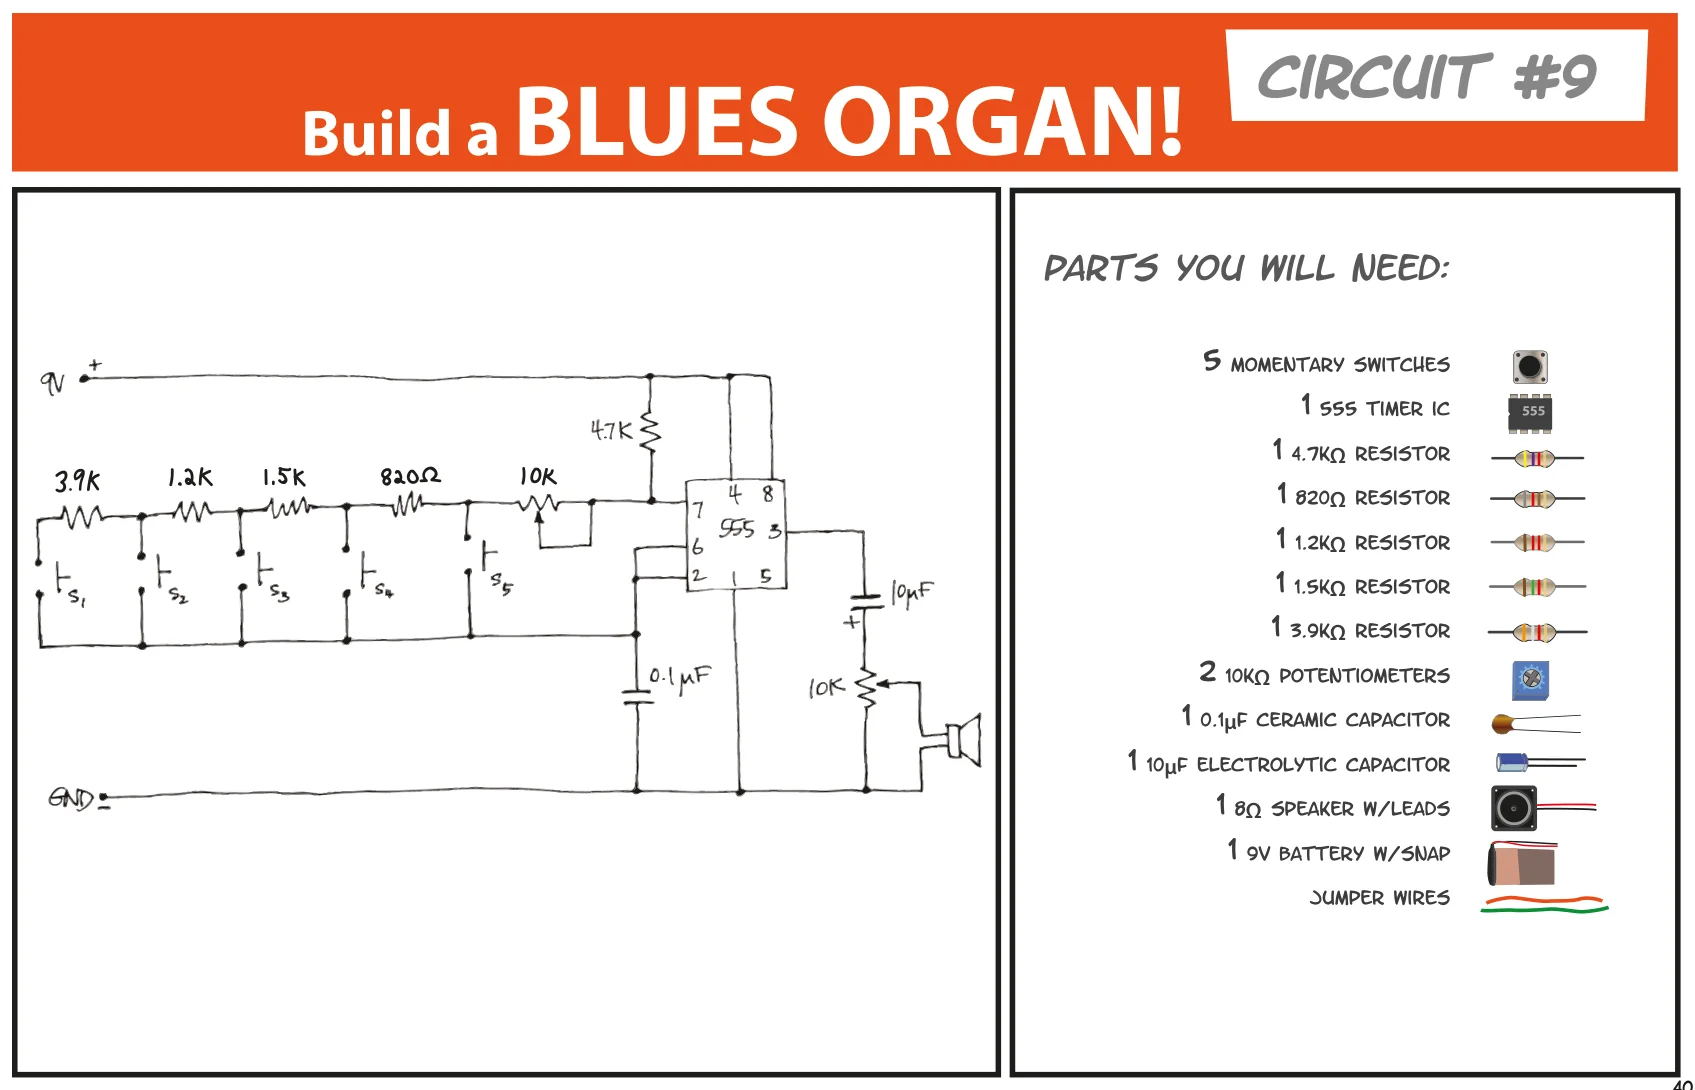 Build a BLUES ORGAN!
CIRCUIT #9
9V +
4.7K
3.9K 1.2K 1.5K 820Ω 10K
4 8
7
555 3
6
2 1 5
S1 S2 S3 S4 S5
10µF
+
0.1µF
10K
GND -
PARTS YOU WILL NEED:
5 MOMENTARY SWITCHES
1 555 TIMER IC
555
1 4.7KΩ RESISTOR
1 820Ω RESISTOR
1 1.2KΩ RESISTOR
1 1.5KΩ RESISTOR
1 3.9KΩ RESISTOR
2 10KΩ POTENTIOMETERS
1 0.1µF CERAMIC CAPACITOR
1 10µF ELECTROLYTIC CAPACITOR
1 8Ω SPEAKER W/LEADS
1 9V BATTERY W/SNAP
JUMPER WIRES